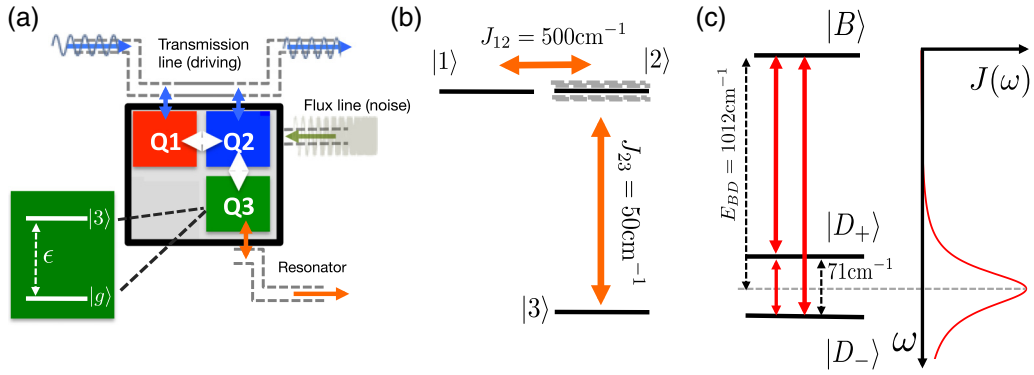 (a)
Transmission
line (driving)
Flux line (noise)
Q1
Q2
Q3
|3⟩
ϵ
|g⟩
Resonator
(b)
J₁₂ = 500cm⁻¹
|1⟩
|2⟩
J₂₃ = 50cm⁻¹
|3⟩
(c)
|B⟩
J(ω)
E_BD = 1012cm⁻¹
|D₊⟩
71cm⁻¹
|D₋⟩
ω